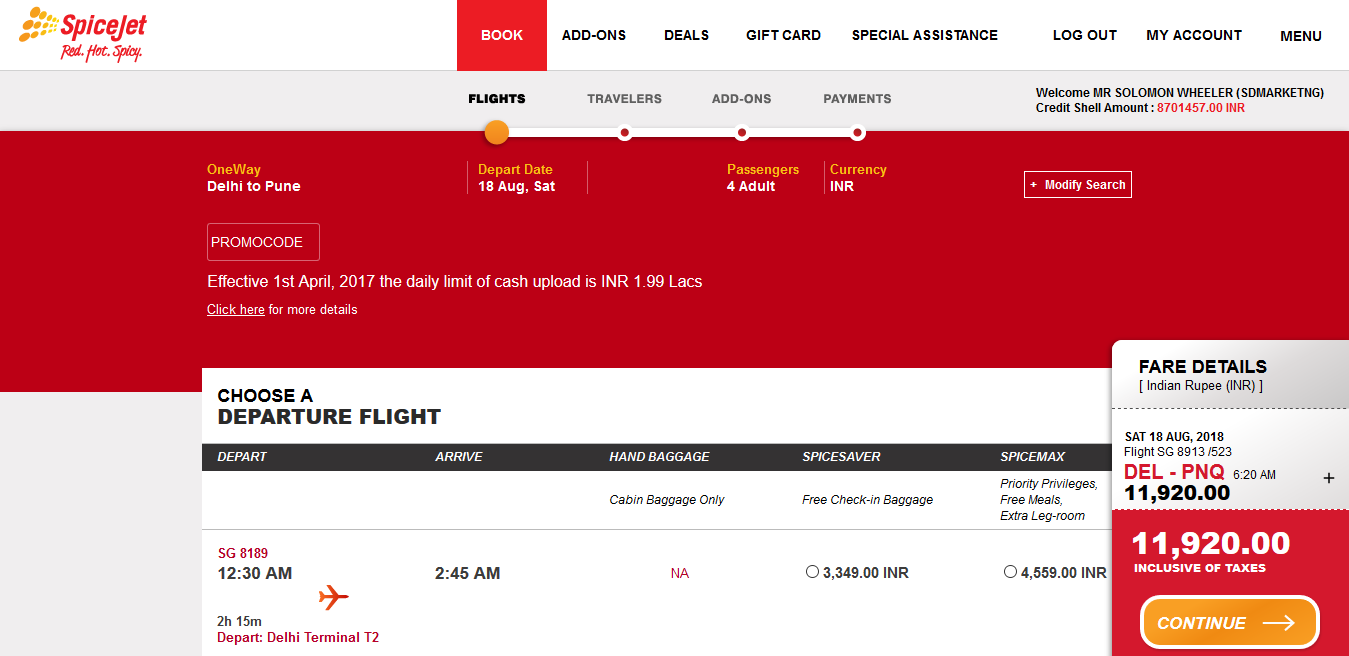 SpiceJet
Red. Hot. Spicy.
BOOK
ADD-ONS
DEALS
GIFT CARD
SPECIAL ASSISTANCE
LOG OUT
MY ACCOUNT
MENU
FLIGHTS
TRAVELERS
ADD-ONS
PAYMENTS
Welcome MR SOLOMON WHEELER (SDMARKETNG)
Credit Shell Amount : 8701457.00 INR
OneWay
Delhi to Pune
Depart Date
18 Aug, Sat
Passengers
4 Adult
Currency
INR
+ Modify Search
PROMOCODE
Effective 1st April, 2017 the daily limit of cash upload is INR 1.99 Lacs
Click here for more details
CHOOSE A
DEPARTURE FLIGHT
DEPART
ARRIVE
HAND BAGGAGE
SPICESAVER
SPICEMAX
Cabin Baggage Only
Free Check-in Baggage
Priority Privileges,
Free Meals,
Extra Leg-room
SG 8189
12:30 AM
2:45 AM
NA
3,349.00 INR
4,559.00 INR
2h 15m
Depart: Delhi Terminal T2
FARE DETAILS
[ Indian Rupee (INR) ]
SAT 18 AUG, 2018
Flight SG 8913 /523
DEL - PNQ 6:20 AM
+
11,920.00
11,920.00
INCLUSIVE OF TAXES
CONTINUE